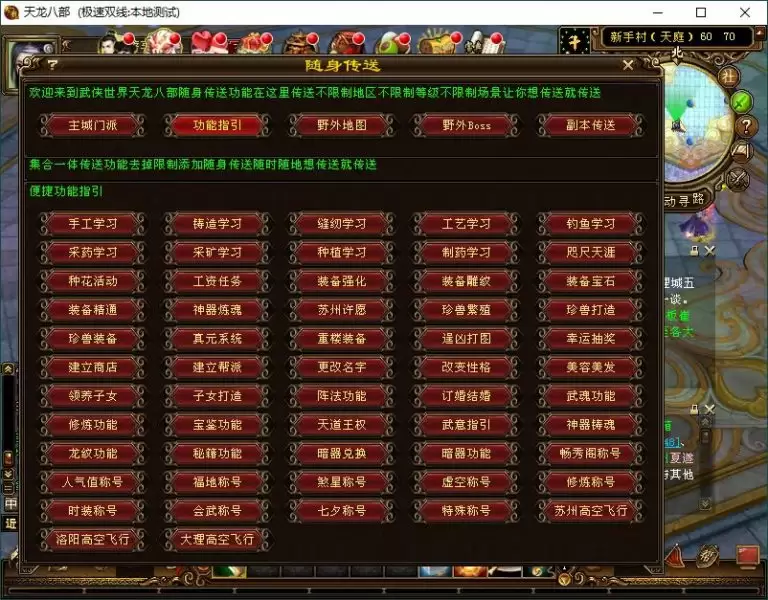 天龙八部 (极速双线:本地测试)
新手村(天庭) 60 70
北
? 随身传送
社
欢迎来到武侠世界天龙八部随身传送功能在这里传送不限制地区不限制等级不限制场景让你想传送就传送
主城门派 功能指引 野外地图 野外Boss 副本传送
集合一体传送功能去掉限制添加随身传送随时随地想传送就传送
便捷功能指引
动寻路
手工学习 铸造学习 缝纫学习 工艺学习 钓鱼学习
采药学习 采矿学习 种植学习 制药学习 咫尺天涯
种花活动 工资任务 装备强化 装备雕纹 装备宝石
装备精通 神器炼魂 苏州许愿 珍兽繁殖 珍兽打造
珍兽装备 真元系统 重楼装备 逞凶打图 幸运抽奖
建立商店 建立帮派 更改名字 改变性格 美容美发
领养子女 子女打造 阵法功能 订婚结婚 武魂功能
修炼功能 宝鉴功能 天道王权 武意指引 神器铸魂
龙纹功能 秘籍功能 暗器兑换 暗器功能 畅秀阁称号
人气值称号 福地称号 煞星称号 虚空称号 修炼称号
时装称号 会武称号 七夕称号 特殊称号 苏州高空飞行
洛阳高空飞行 大理高空飞行
中
近